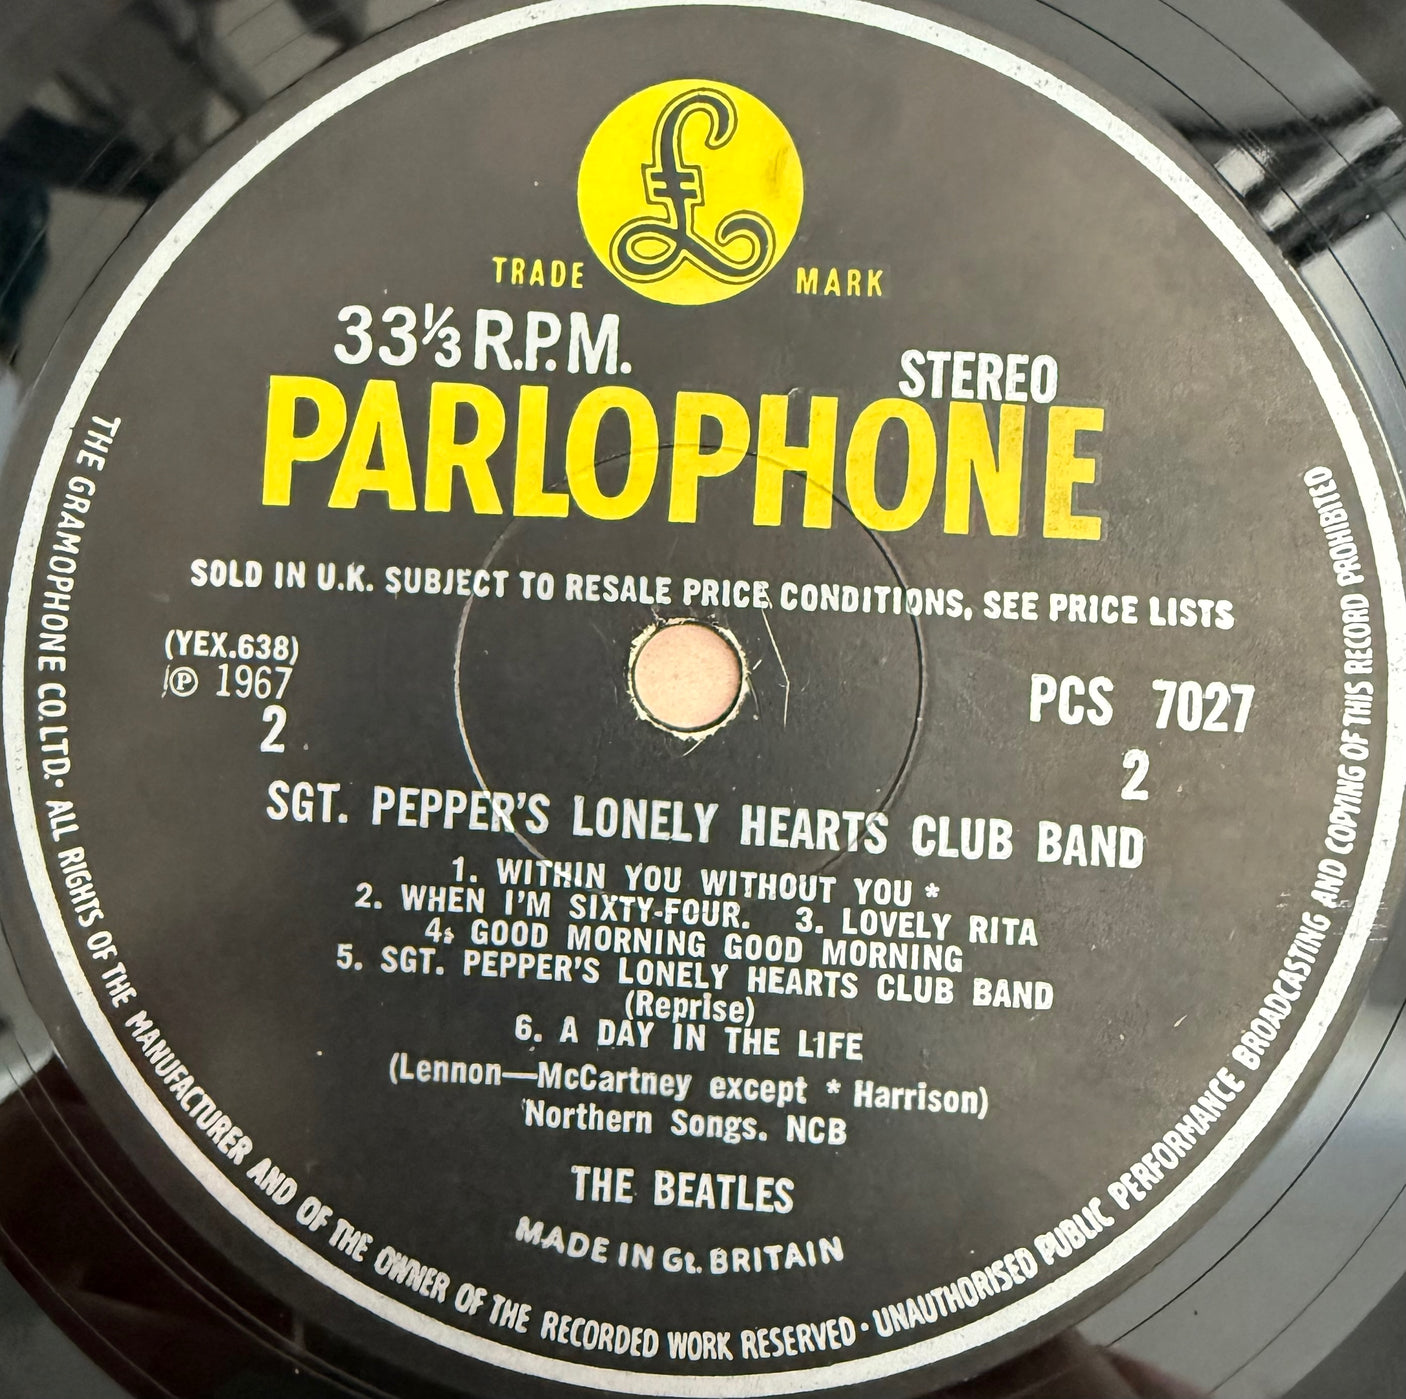 £
TRADE MARK
33⅓ R.P.M.
STEREO
PARLOPHONE
SOLD IN U.K. SUBJECT TO RESALE PRICE CONDITIONS, SEE PRICE LISTS
(YEX.638)
℗ 1967
2
PCS 7027
2
SGT. PEPPER'S LONELY HEARTS CLUB BAND
1. WITHIN YOU WITHOUT YOU *
2. WHEN I'M SIXTY-FOUR. 3. LOVELY RITA
4. GOOD MORNING GOOD MORNING
5. SGT. PEPPER'S LONELY HEARTS CLUB BAND
(Reprise)
6. A DAY IN THE LIFE
(Lennon—McCartney except * Harrison)
Northern Songs. NCB
THE BEATLES
MADE IN Gt. BRITAIN
THE GRAMOPHONE CO. LTD. · ALL RIGHTS OF THE MANUFACTURER AND OF THE OWNER OF THE RECORDED WORK RESERVED · UNAUTHORISED PUBLIC PERFORMANCE BROADCASTING AND COPYING OF THIS RECORD PROHIBITED